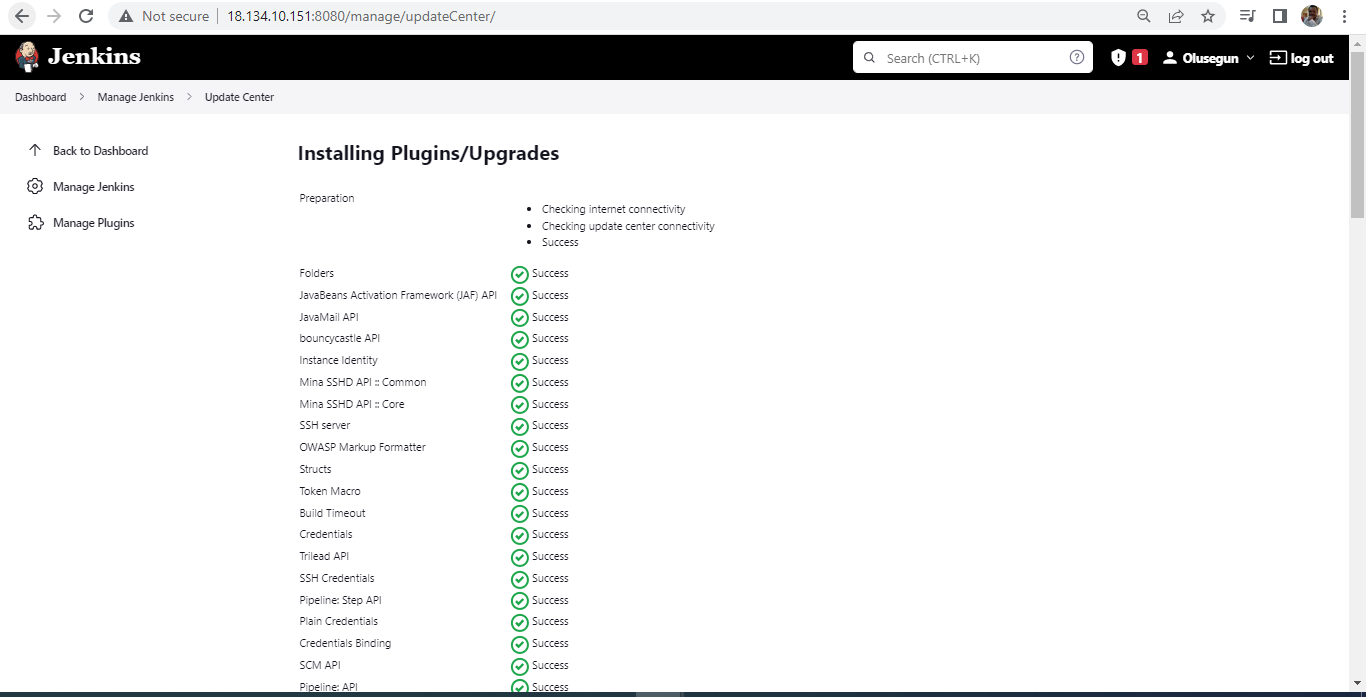 Not secure 18.134.10.151:8080/manage/updateCenter/
Jenkins
Search (CTRL+K)
?
1
Olusegun
log out
Dashboard > Manage Jenkins > Update Center
Back to Dashboard
Manage Jenkins
Manage Plugins
Installing Plugins/Upgrades
Preparation
• Checking internet connectivity
• Checking update center connectivity
• Success
Folders Success
JavaBeans Activation Framework (JAF) API Success
JavaMail API Success
bouncycastle API Success
Instance Identity Success
Mina SSHD API :: Common Success
Mina SSHD API :: Core Success
SSH server Success
OWASP Markup Formatter Success
Structs Success
Token Macro Success
Build Timeout Success
Credentials Success
Trilead API Success
SSH Credentials Success
Pipeline: Step API Success
Plain Credentials Success
Credentials Binding Success
SCM API Success
Pipeline: API Success